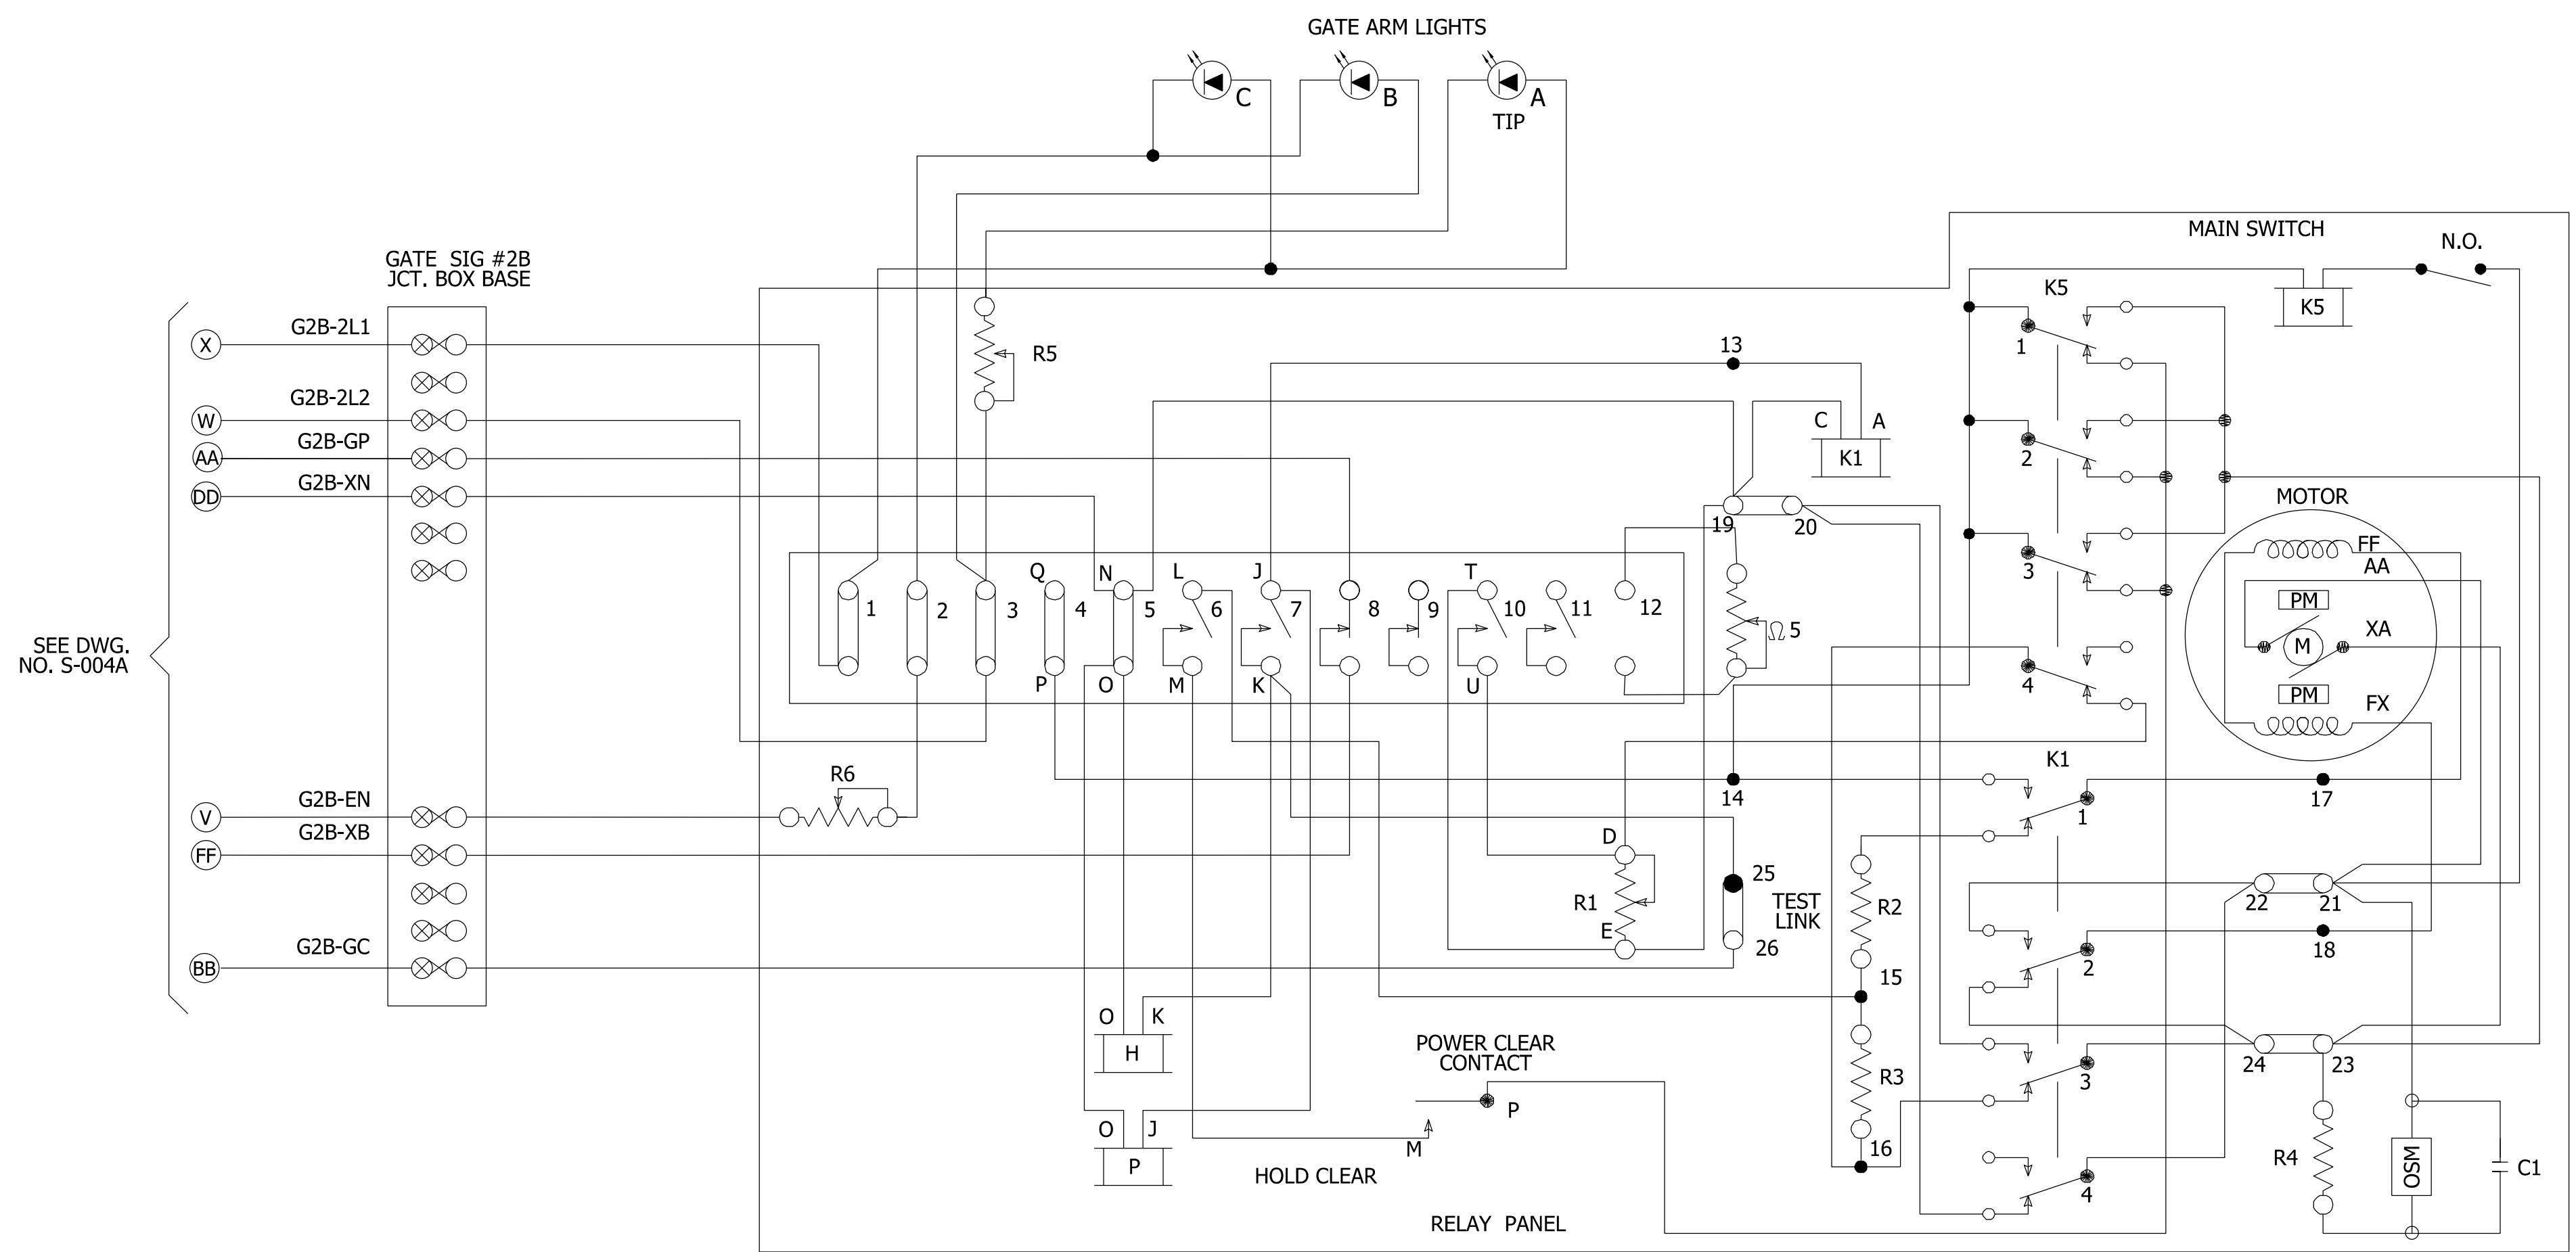 GATE ARM LIGHTS
C
B
A
TIP
MAIN SWITCH
N.O.
GATE SIG #2B
JCT. BOX BASE
K5
K5
X
G2B-2L1
R5
13
1
W
G2B-2L2
C
A
AA
G2B-GP
K1
2
DD
G2B-XN
MOTOR
19
20
FF
AA
Q
N
L
J
T
3
PM
1
2
3
4
5
6
7
8
9
10
11
12
Ω5
XA
M
SEE DWG.
NO. S-004A
P
O
M
K
U
4
PM
FX
R6
K1
V
G2B-EN
14
17
1
G2B-XB
FF
D
25
R1
TEST
LINK
R2
22
21
E
26
18
BB
G2B-GC
15
2
O
K
H
POWER CLEAR
CONTACT
R3
24
23
3
P
O
J
M
16
P
HOLD CLEAR
R4
OSM
C1
4
RELAY PANEL